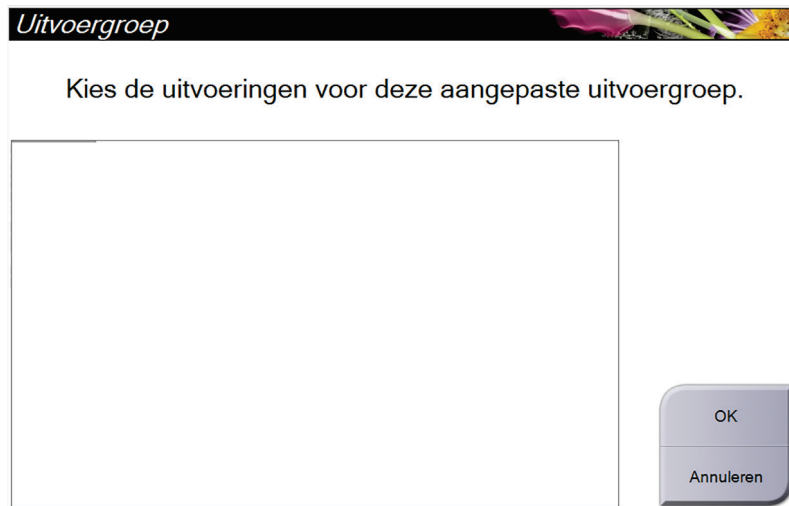 Uitvoergroep
Kies de uitvoeringen voor deze aangepaste uitvoergroep.
OK
Annuleren